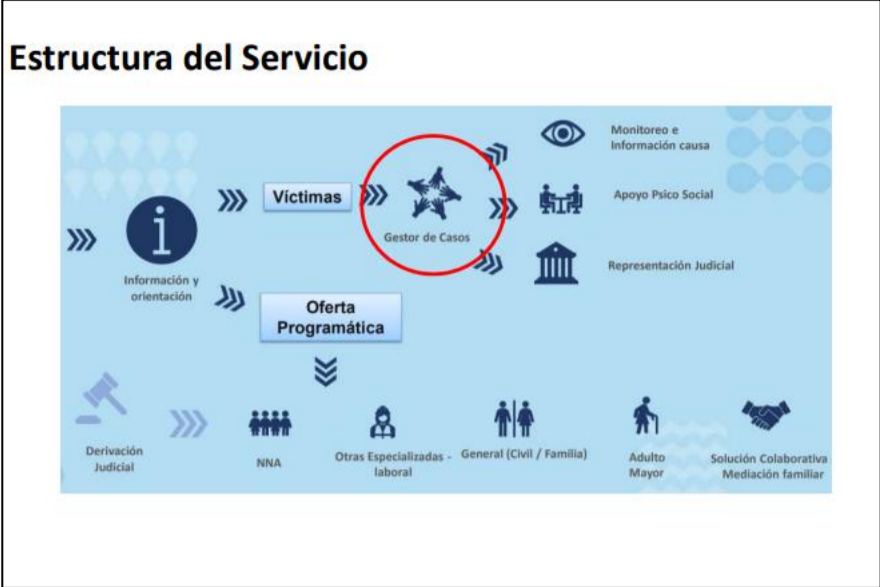 Estructura del Servicio
Monitoreo e
Información causa
Víctimas
Apoyo Psico Social
Gestor de Casos
Representación Judicial
Información y
orientación
Oferta
Programática
Derivación
Judicial
NNA
Otras Especializadas -
laboral
General (Civil / Familia)
Adulto
Mayor
Solución Colaborativa
Mediación familiar